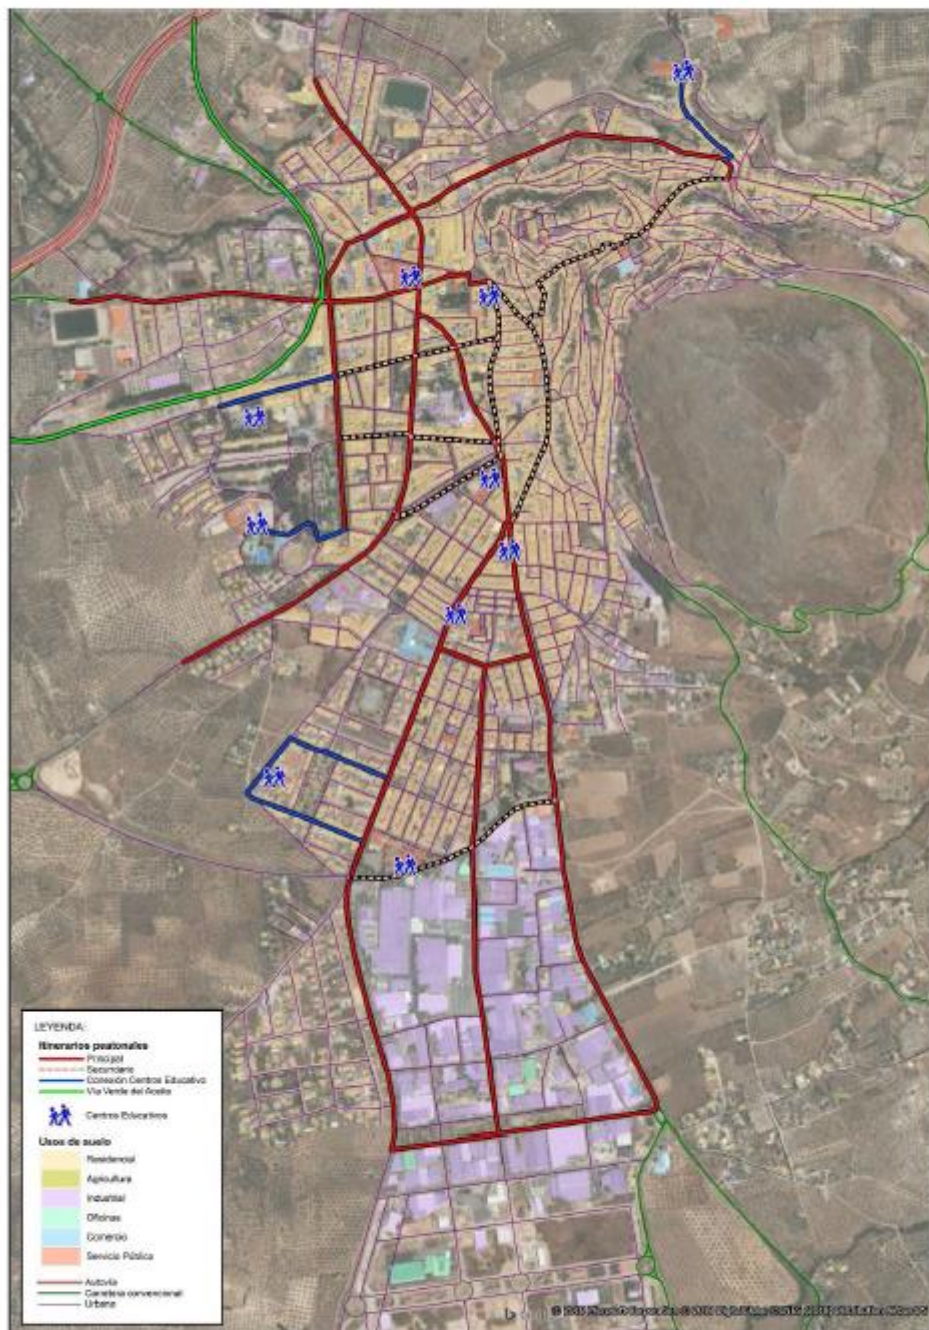 LEYENDA:
Itinerarios peatonales
Principal
Secundario
Conexión Centros Educativo
Vía Verde del Aceite
Centros Educativos
Usos de suelo
Residencial
Agricultura
Industrial
Oficinas
Comercio
Servicio Público
Autovía
Carretera convencional
Urbana